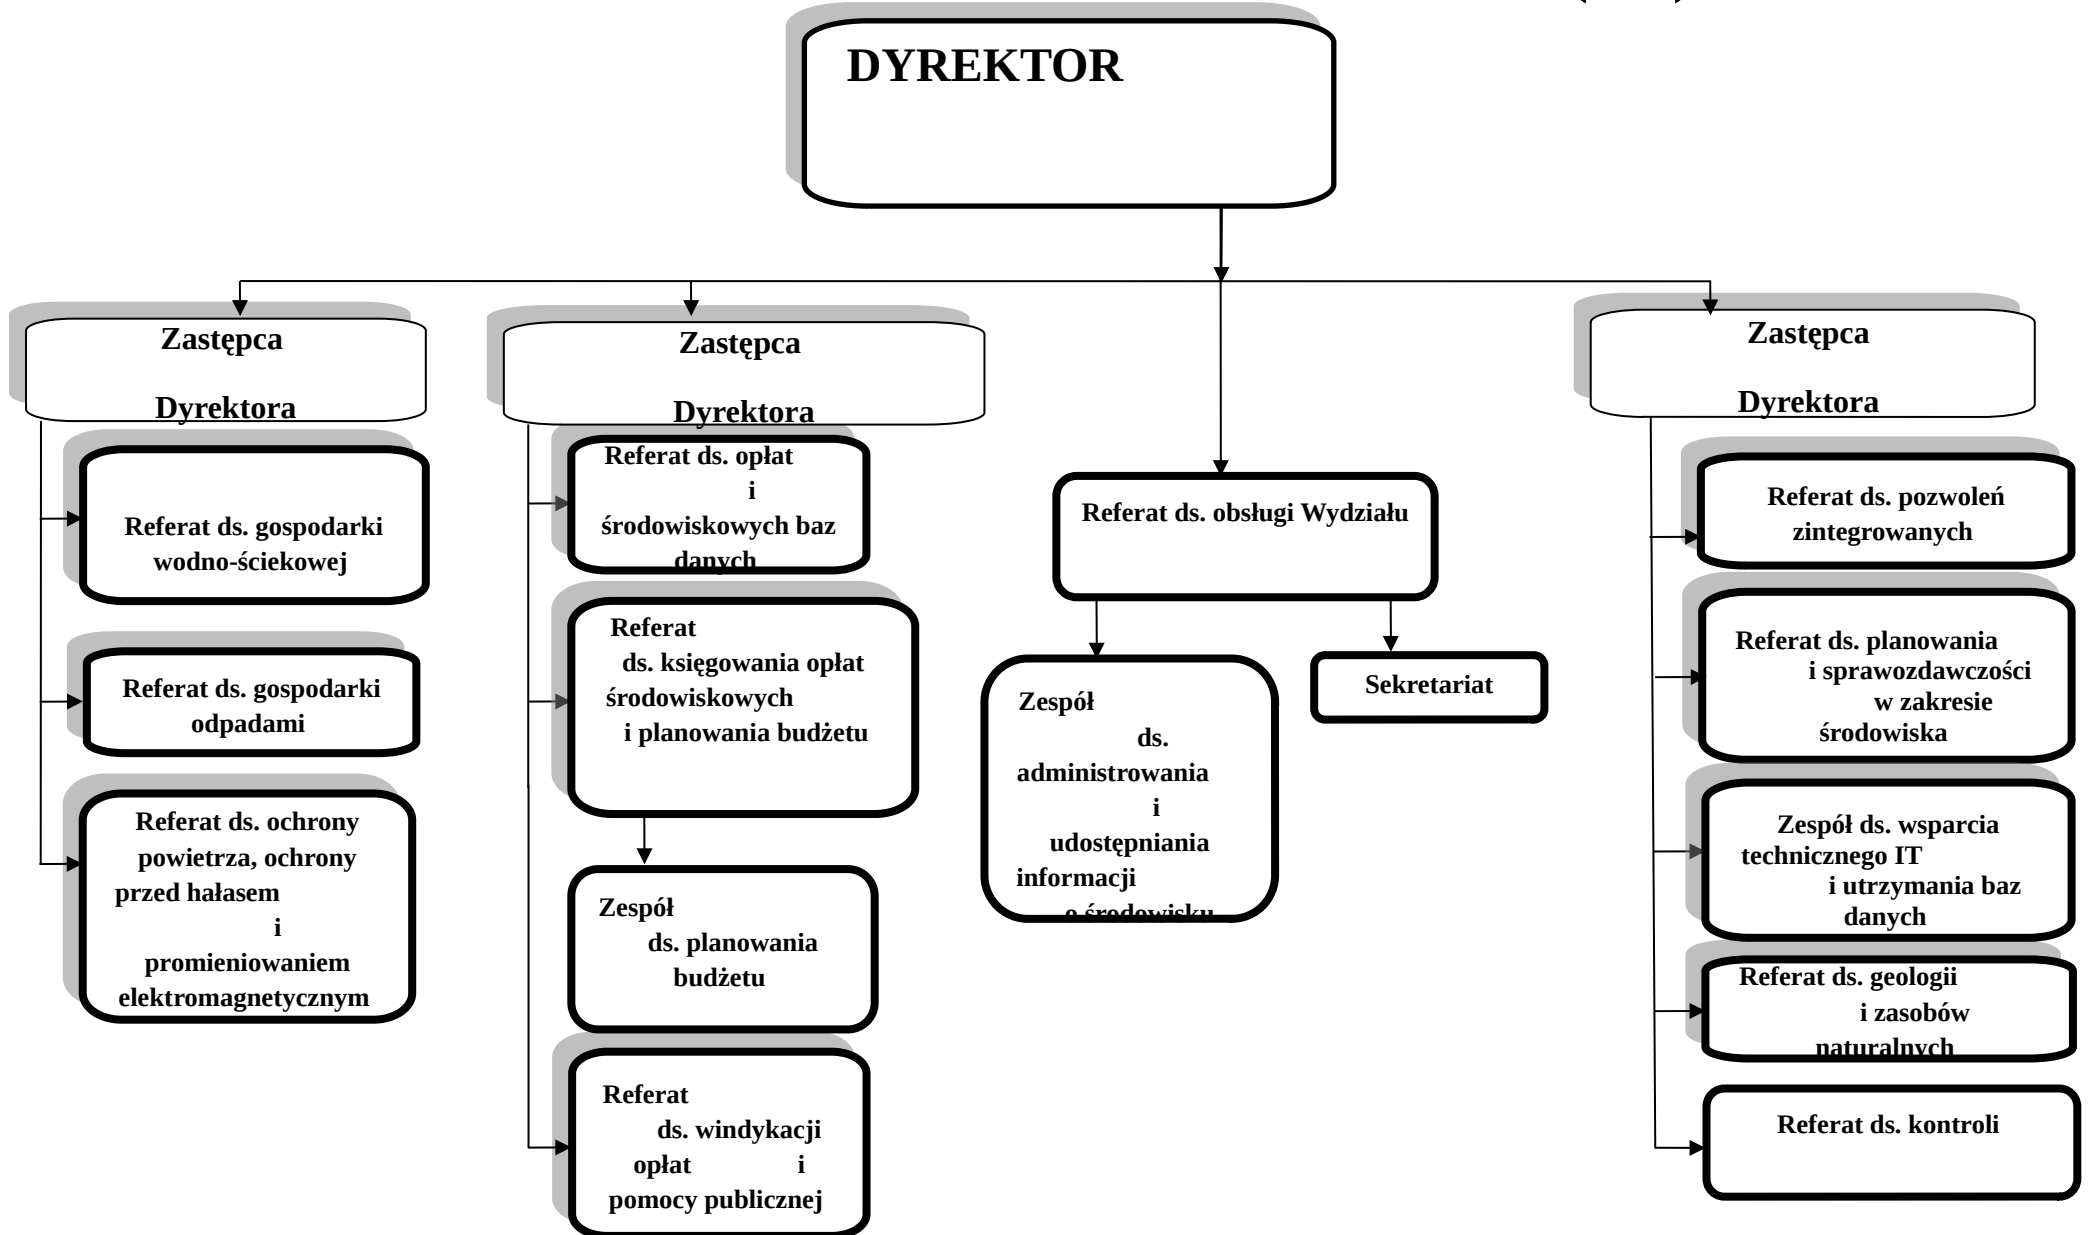 DYREKTOR
Zastępca
Dyrektora
Referat ds. gospodarki
wodno-ściekowej
Referat ds. gospodarki
odpadami
Referat ds. ochrony
powietrza, ochrony
przed hałasem
i
promieniowaniem
elektromagnetycznym
Zastępca
Dyrektora
Referat ds. opłat
i
środowiskowych baz
danych
Referat
ds. księgowania opłat
środowiskowych
i planowania budżetu
Zespół
ds. planowania
budżetu
Referat
ds. windykacji
opłat i
pomocy publicznej
Referat ds. obsługi Wydziału
Zespół
ds.
administrowania
i
udostępniania
informacji
o środowisku
Sekretariat
Zastępca
Dyrektora
Referat ds. pozwoleń
zintegrowanych
Referat ds. planowania
i sprawozdawczości
w zakresie
środowiska
Zespół ds. wsparcia
technicznego IT
i utrzymania baz
danych
Referat ds. geologii
i zasobów
naturalnych
Referat ds. kontroli